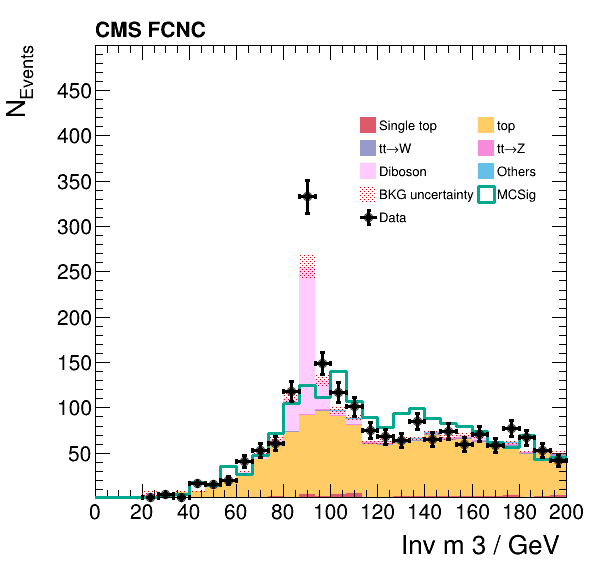 CMS FCNC
N_Events
450
400
350
300
250
200
150
100
50
Single top
top
tt→W
tt→Z
Diboson
Others
BKG uncertainty
MCSig
Data
0 20 40 60 80 100 120 140 160 180 200
Inv m 3 / GeV